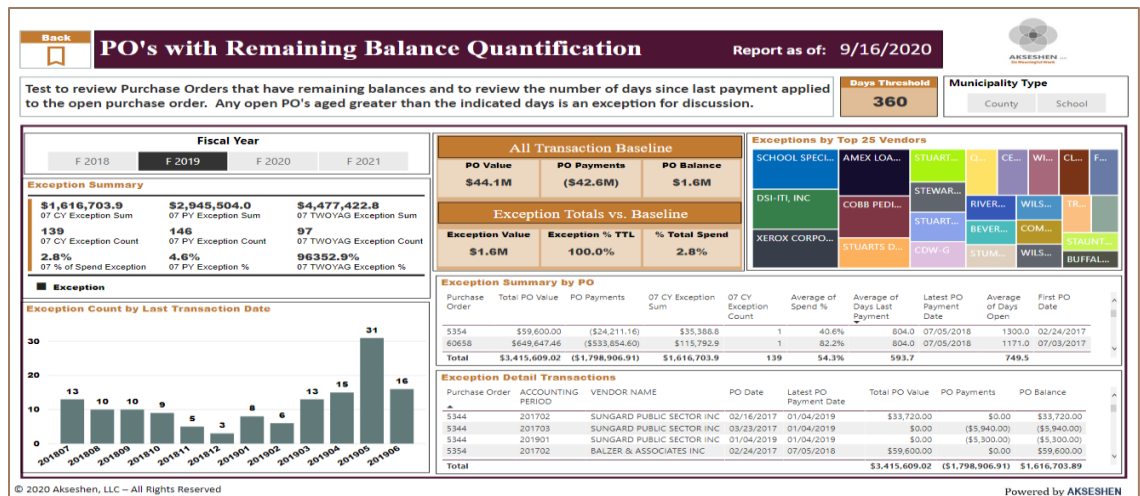 Back
PO's with Remaining Balance Quantification
Report as of: 9/16/2020
AKSESHEN
Test to review Purchase Orders that have remaining balances and to review the number of days since last payment applied
to the open purchase order. Any open PO's aged greater than the indicated days is an exception for discussion.
Days Threshold
360
Municipality Type
County School
Fiscal Year
F 2018 F 2019 F 2020 F 2021
Exception Summary
$1,616,703.9 $2,945,504.0 $4,477,422.8
07 CY Exception Sum 07 PY Exception Sum 07 TWOYAG Exception Sum
139 146 97
07 CY Exception Count 07 PY Exception Count 07 TWOYAG Exception Count
2.8% 4.6% 96352.9%
07 % of Spend Exception 07 PY Exception % 07 TWOYAG Exception %
Exception
All Transaction Baseline
PO Value PO Payments PO Balance
$44.1M ($42.6M) $1.6M
Exception Totals vs. Baseline
Exception Value Exception % TTL % Total Spend
$1.6M 100.0% 2.8%
Exceptions by Top 25 Vendors
SCHOOL SPECI... AMEX LOA... STUART... CE... WI... CL... F...
DSI-ITI, INC COBB PEDI... STEWAR... RIVER... WILS... TR...
XEROX CORPO... STUARTS D... STUART... BEVER... COM... STAUNT...
CDW-G STUM... WILS... BUFFAL...
Exception Count by Last Transaction Date
30
20
10
0
13 10 10 9 5 3 8 6 13 15 31 16
201807 201808 201809 201810 201811 201812 201901 201902 201903 201904 201905 201906
Exception Summary by PO
Purchase Order Total PO Value PO Payments 07 CY Exception Sum 07 CY Exception Count Average of Spend % Average of Days Last Payment Latest PO Payment Date Average of Days Open First PO Date
5354 $59,600.00 ($24,211.16) $35,388.8 1 40.6% 804.0 07/05/2018 1300.0 02/24/2017
60658 $649,647.46 ($533,854.60) $115,792.9 1 82.2% 804.0 07/05/2018 1171.0 07/03/2017
Total $3,415,609.02 ($1,798,906.91) $1,616,703.9 139 54.3% 593.7 749.5
Exception Detail Transactions
Purchase Order ACCOUNTING PERIOD VENDOR NAME PO Date Latest PO Payment Date Total PO Value PO Payments PO Balance
5344 201702 SUNGARD PUBLIC SECTOR INC 02/16/2017 01/04/2019 $33,720.00 $0.00 $33,720.00
5344 201703 SUNGARD PUBLIC SECTOR INC 03/23/2017 01/04/2019 $0.00 ($5,940.00) ($5,940.00)
5344 201901 SUNGARD PUBLIC SECTOR INC 01/04/2019 01/04/2019 $0.00 ($5,300.00) ($5,300.00)
5354 201702 BALZER & ASSOCIATES INC 02/24/2017 07/05/2018 $59,600.00 $0.00 $59,600.00
Total $3,415,609.02 ($1,798,906.91) $1,616,703.89
© 2020 Akseshen, LLC – All Rights Reserved
Powered by AKSESHEN